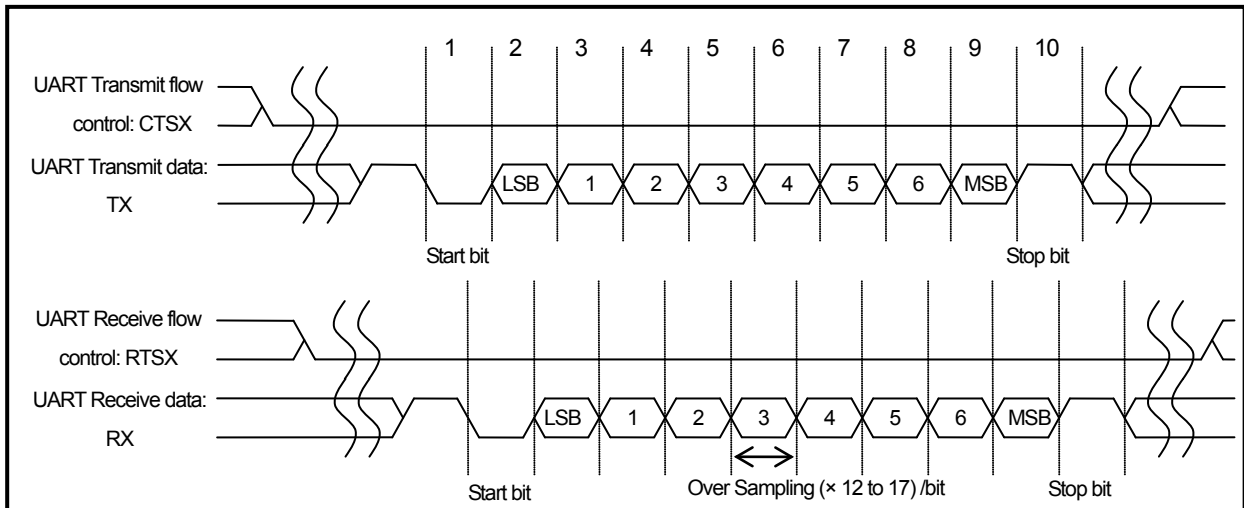 1 2 3 4 5 6 7 8 9 10
UART Transmit flow
control: CTSX
UART Transmit data:
TX
LSB 1 2 3 4 5 6 MSB
Start bit Stop bit
UART Receive flow
control: RTSX
UART Receive data:
RX
LSB 1 2 3 4 5 6 MSB
Start bit Over Sampling (× 12 to 17) /bit Stop bit